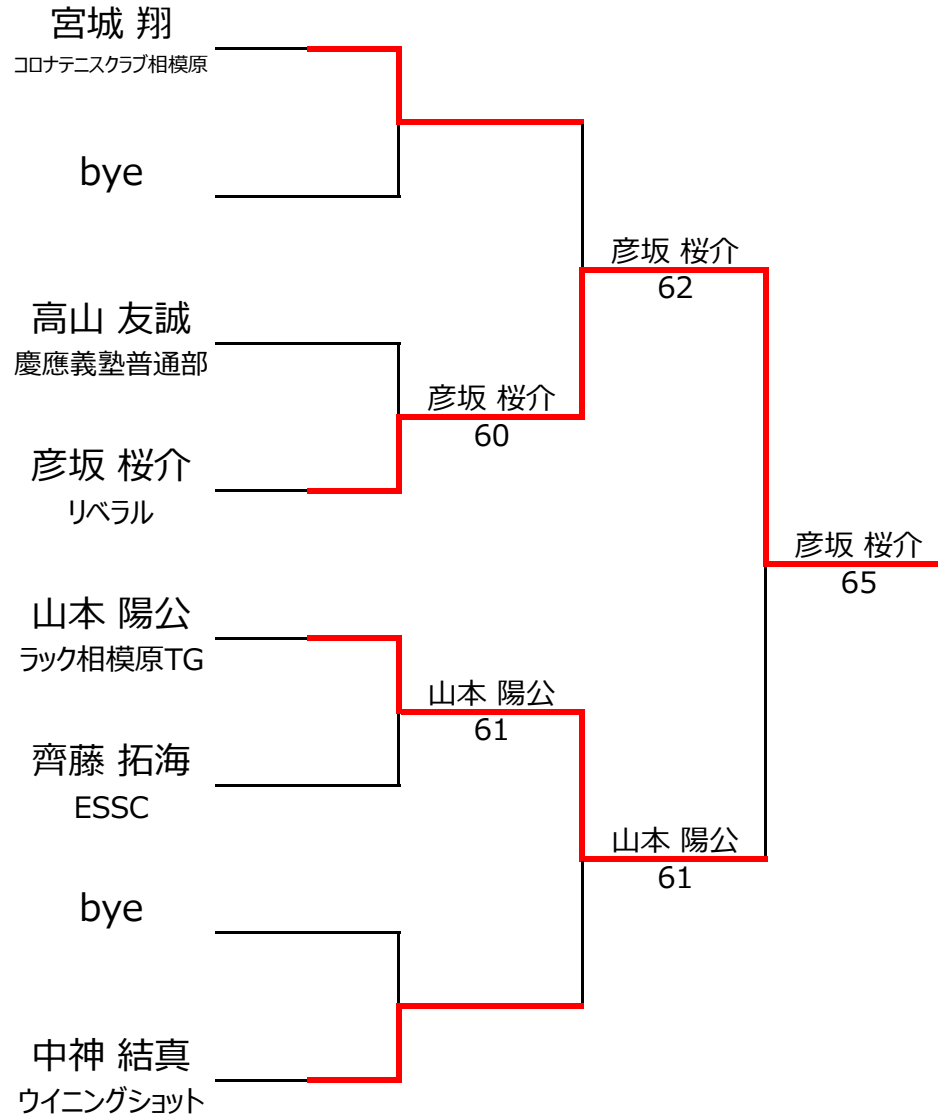 宮城 翔
コロナテニスクラブ相模原
bye
高山 友誠
慶應義塾普通部
彦坂 桜介
リベラル
山本 陽公
ラック相模原TG
齊藤 拓海
ESSC
bye
中神 結真
ウイニングショット
彦坂 桜介
60
山本 陽公
61
彦坂 桜介
62
山本 陽公
61
彦坂 桜介
65